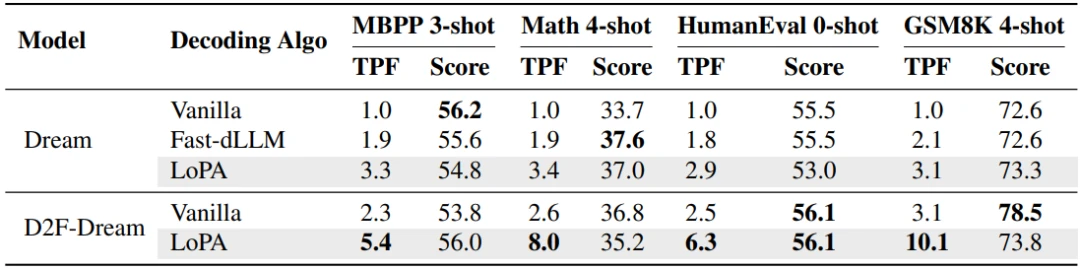 Model Decoding Algo MBPP 3-shot Math 4-shot HumanEval 0-shot GSM8K 4-shot
TPF Score TPF Score TPF Score TPF Score
Vanilla 1.0 56.2 1.0 33.7 1.0 55.5 1.0 72.6
Dream Fast-dLLM 1.9 55.6 1.9 37.6 1.8 55.5 2.1 72.6
LoPA 3.3 54.8 3.4 37.0 2.9 53.0 3.1 73.3
D2F-Dream Vanilla 2.3 53.8 2.6 36.8 2.5 56.1 3.1 78.5
LoPA 5.4 56.0 8.0 35.2 6.3 56.1 10.1 73.8